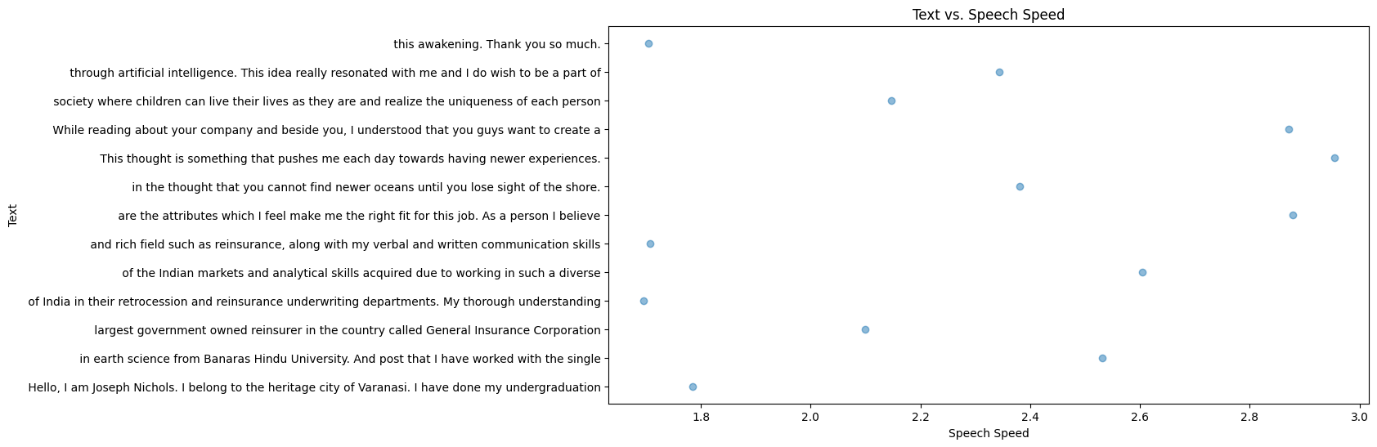 Text vs. Speech Speed
this awakening. Thank you so much.
through artificial intelligence. This idea really resonated with me and I do wish to be a part of
society where children can live their lives as they are and realize the uniqueness of each person
While reading about your company and beside you, I understood that you guys want to create a
This thought is something that pushes me each day towards having newer experiences.
in the thought that you cannot find newer oceans until you lose sight of the shore.
are the attributes which I feel make me the right fit for this job. As a person I believe
and rich field such as reinsurance, along with my verbal and written communication skills
of the Indian markets and analytical skills acquired due to working in such a diverse
of India in their retrocession and reinsurance underwriting departments. My thorough understanding
largest government owned reinsurer in the country called General Insurance Corporation
in earth science from Banaras Hindu University. And post that I have worked with the single
Hello, I am Joseph Nichols. I belong to the heritage city of Varanasi. I have done my undergraduation
Text
1.8 2.0 2.2 2.4 2.6 2.8 3.0
Speech Speed